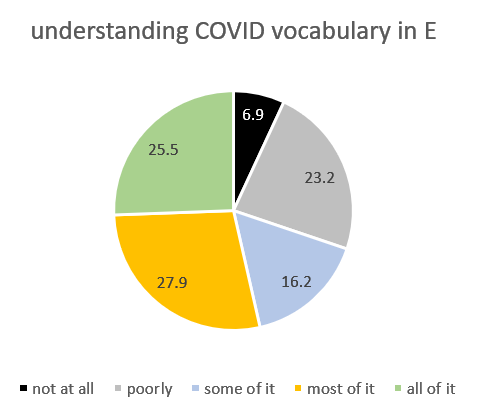 understanding COVID vocabulary in E
6.9
25.5
23.2
27.9
16.2
not at all poorly some of it most of it all of it